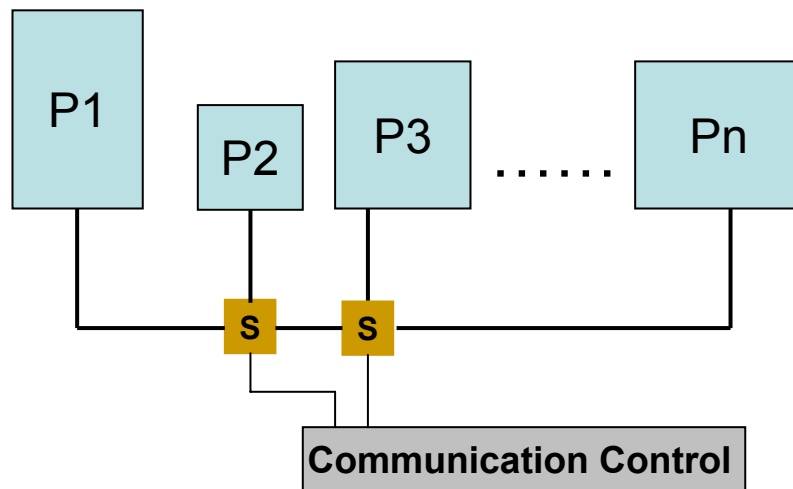 P1
P2
P3
......
Pn
S
S
Communication Control